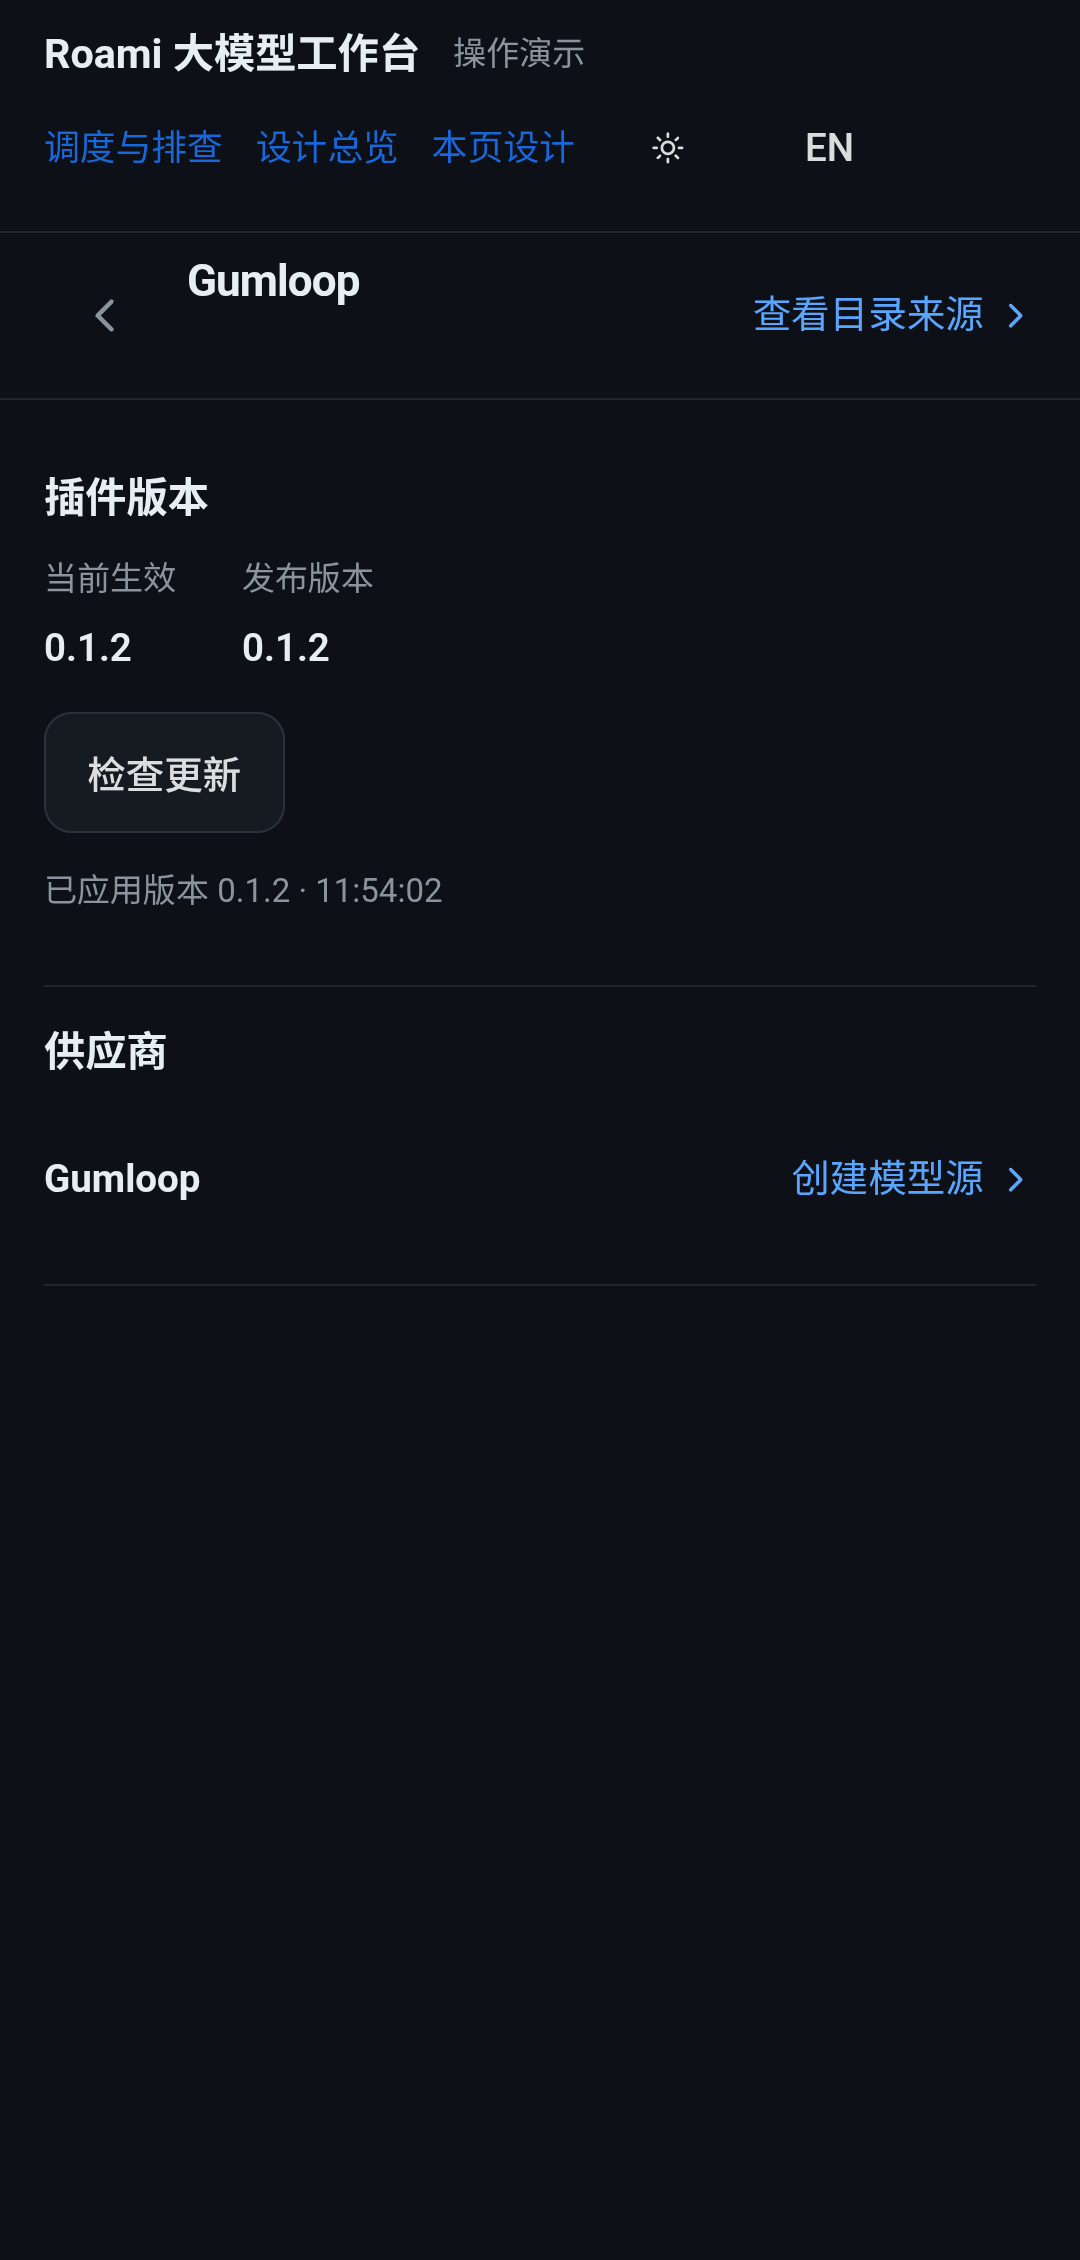 Roami 大模型工作台 操作演示
调度与排查 设计总览 本页设计 EN
Gumloop
查看目录来源
插件版本
当前生效 发布版本
0.1.2 0.1.2
检查更新
已应用版本 0.1.2 · 11:54:02
供应商
Gumloop 创建模型源